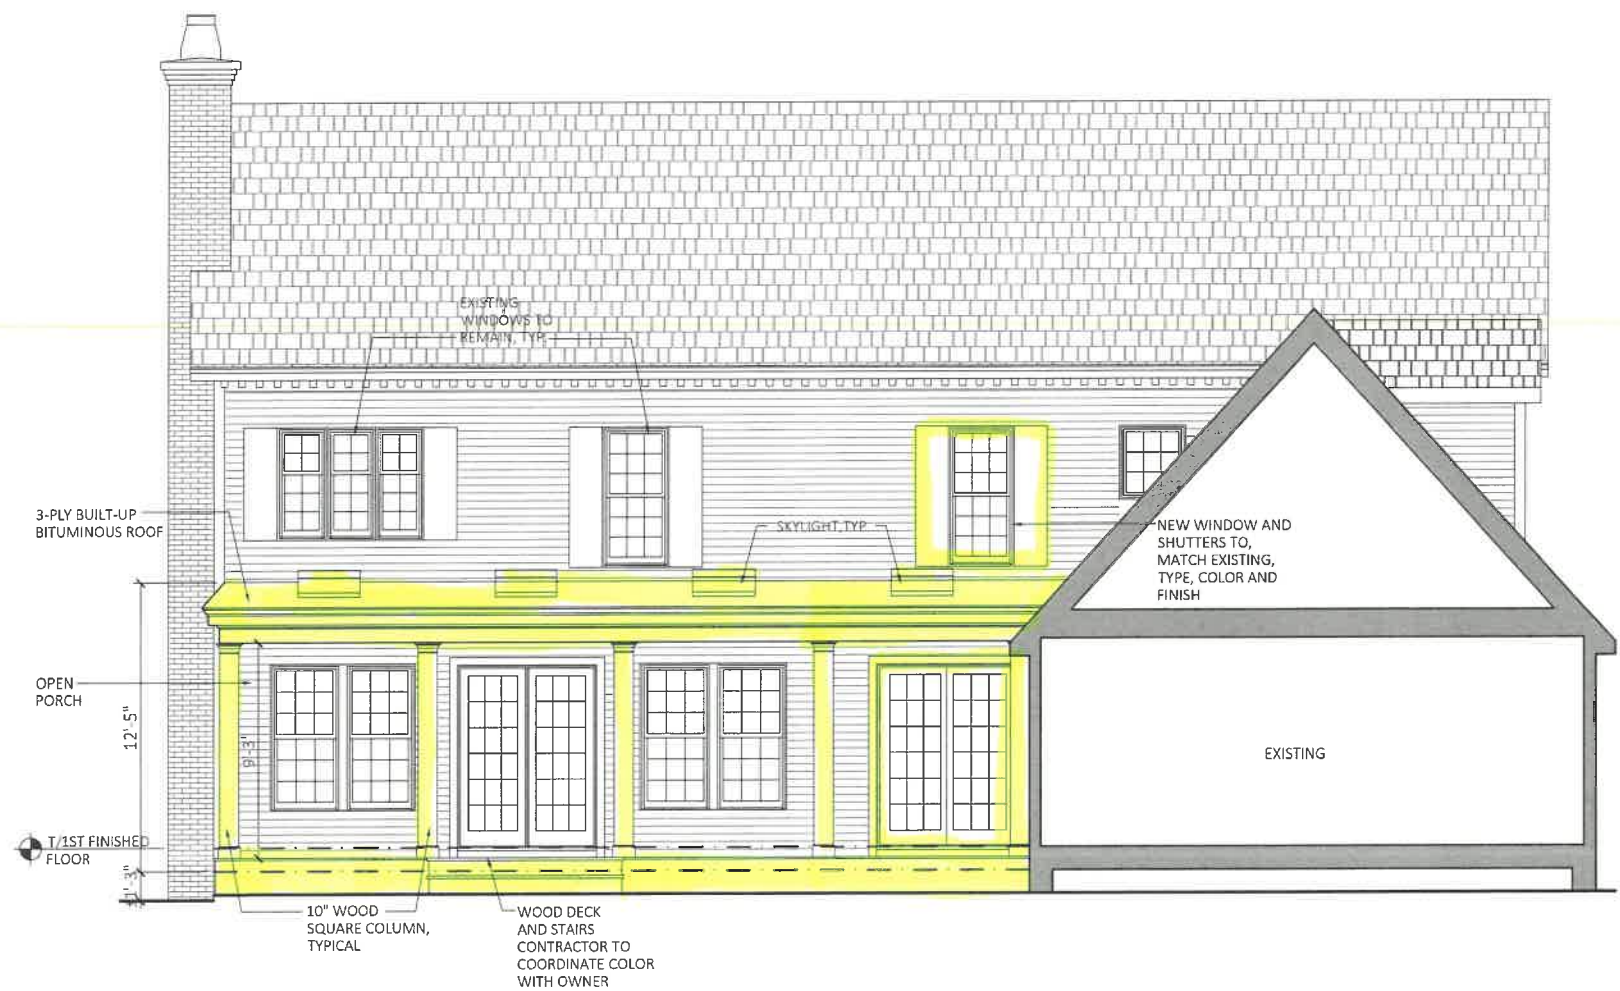 EXISTING
WINDOWS TO
REMAIN, TYP.
3-PLY BUILT-UP
BITUMINOUS ROOF
SKYLIGHT, TYP
NEW WINDOW AND
SHUTTERS TO,
MATCH EXISTING,
TYPE, COLOR AND
FINISH
OPEN
PORCH
12'-5"
9'-3"
EXISTING
T/1ST FINISHED
FLOOR
1'-3"
10" WOOD
SQUARE COLUMN,
TYPICAL
WOOD DECK
AND STAIRS
CONTRACTOR TO
COORDINATE COLOR
WITH OWNER